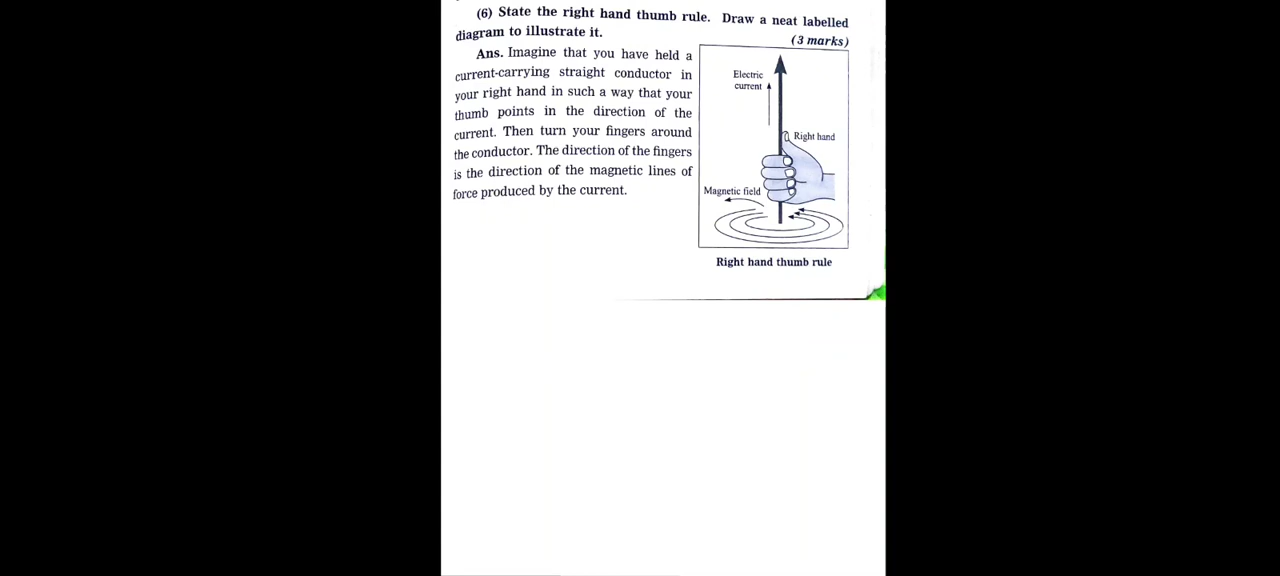 (6) State the right hand thumb rule. Draw a neat labelled
diagram to illustrate it.
(3 marks)
Ans. Imagine that you have held a
current-carrying straight conductor in
your right hand in such a way that your
thumb points in the direction of the
current. Then turn your fingers around
the conductor. The direction of the fingers
is the direction of the magnetic lines of
force produced by the current.
Electric
current
Right hand
Magnetic field
Right hand thumb rule